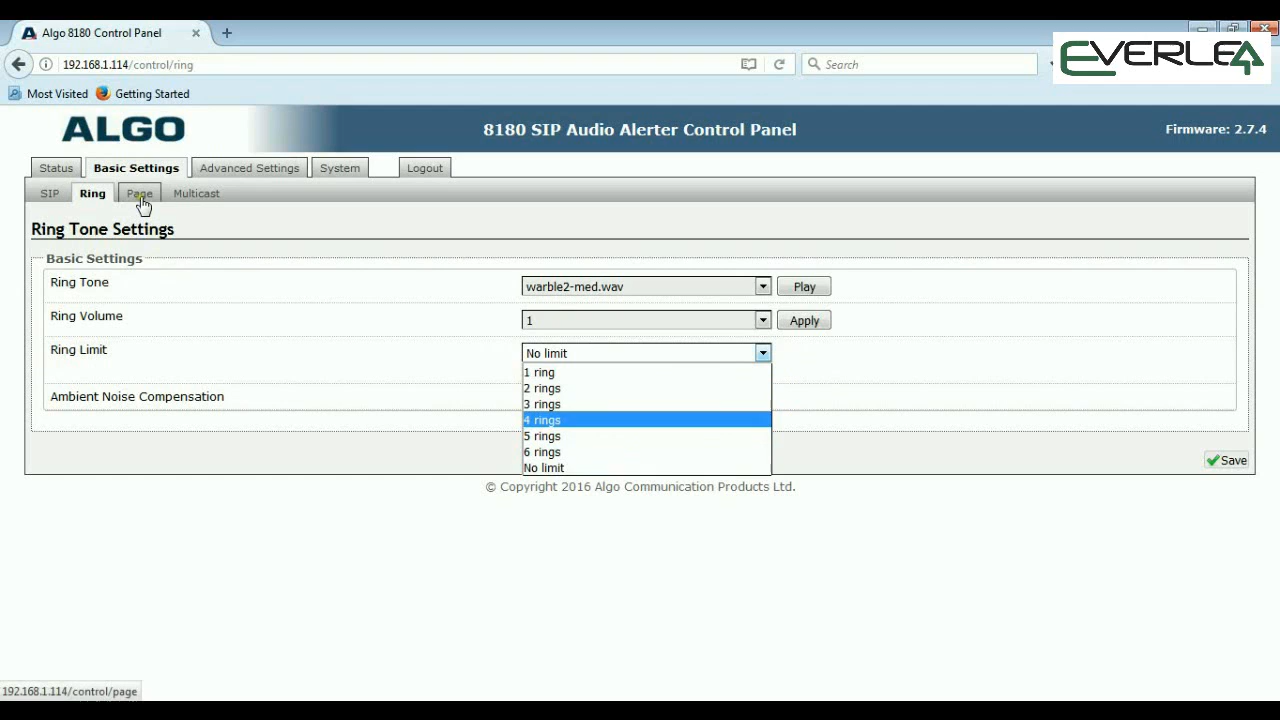 Algo 8180 Control Panel
192.168.1.114/control/ring
Search
EVERLEA
Most Visited
Getting Started
ALGO
8180 SIP Audio Alerter Control Panel
Firmware: 2.7.4
Status
Basic Settings
Advanced Settings
System
Logout
SIP
Ring
Page
Multicast
Ring Tone Settings
Basic Settings
Ring Tone
warble2-med.wav
Play
Ring Volume
1
Apply
Ring Limit
No limit
1 ring
2 rings
3 rings
4 rings
5 rings
6 rings
No limit
Ambient Noise Compensation
Save
© Copyright 2016 Algo Communication Products Ltd.
192.168.1.114/control/page